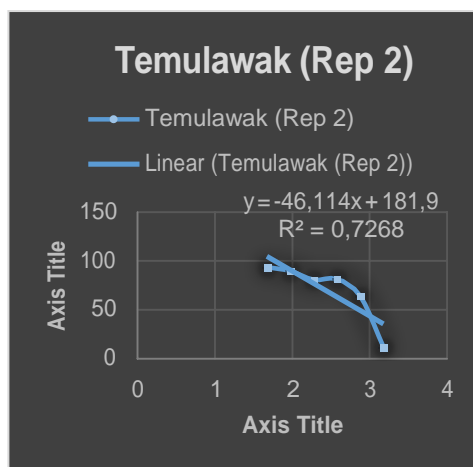 Temulawak (Rep 2)
Temulawak (Rep 2)
Linear (Temulawak (Rep 2))
y = -46,114x + 181,9
R² = 0,7268
150
100
50
0
Axis Title
0 1 2 3 4
Axis Title